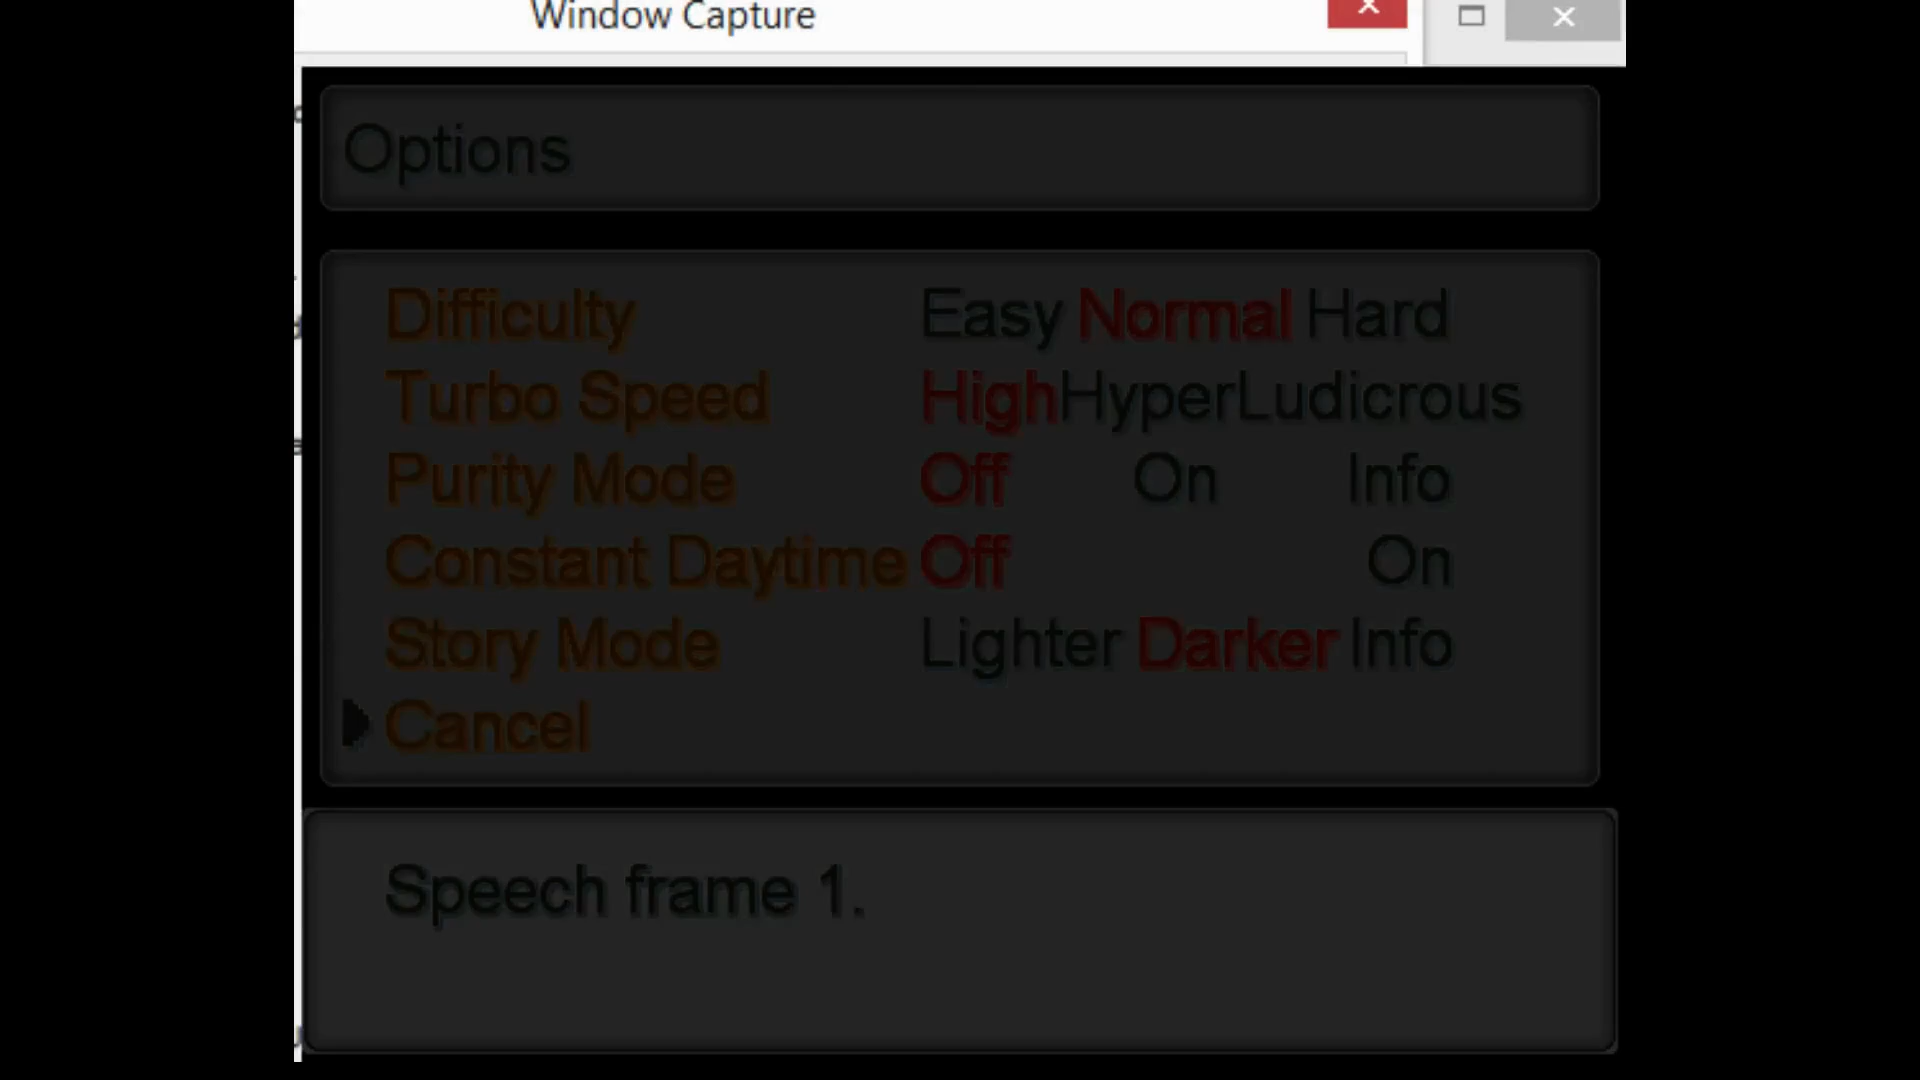 Window Capture
Options
Difficulty Easy Normal Hard
Turbo Speed HighHyperLudicrous
Purity Mode Off On Info
Constant Daytime Off On
Story Mode Lighter Darker Info
Cancel
Speech frame 1.